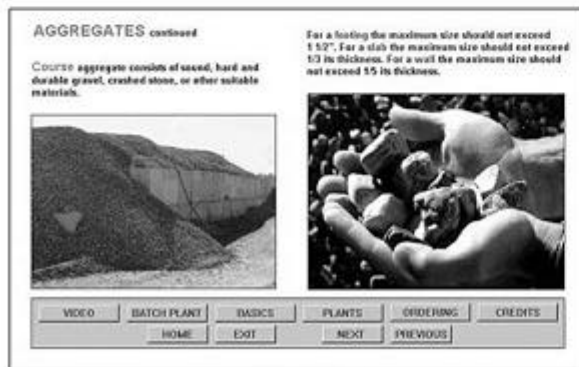 AGGREGATES continued
Course aggregate consists of sound, hard and
durable gravel, crashed stone, or other suitable
materials.
For a footing the maximum size should not exceed
1 1/2". For a slab the maximum size should not exceed
1/3 its thickness. For a wall the maximum size should
not exceed 1/5 its thickness.
VIDEO BATCH PLANT BASICS PLANTS ORDERING CREDITS
HOME EXIT NEXT PREVIOUS